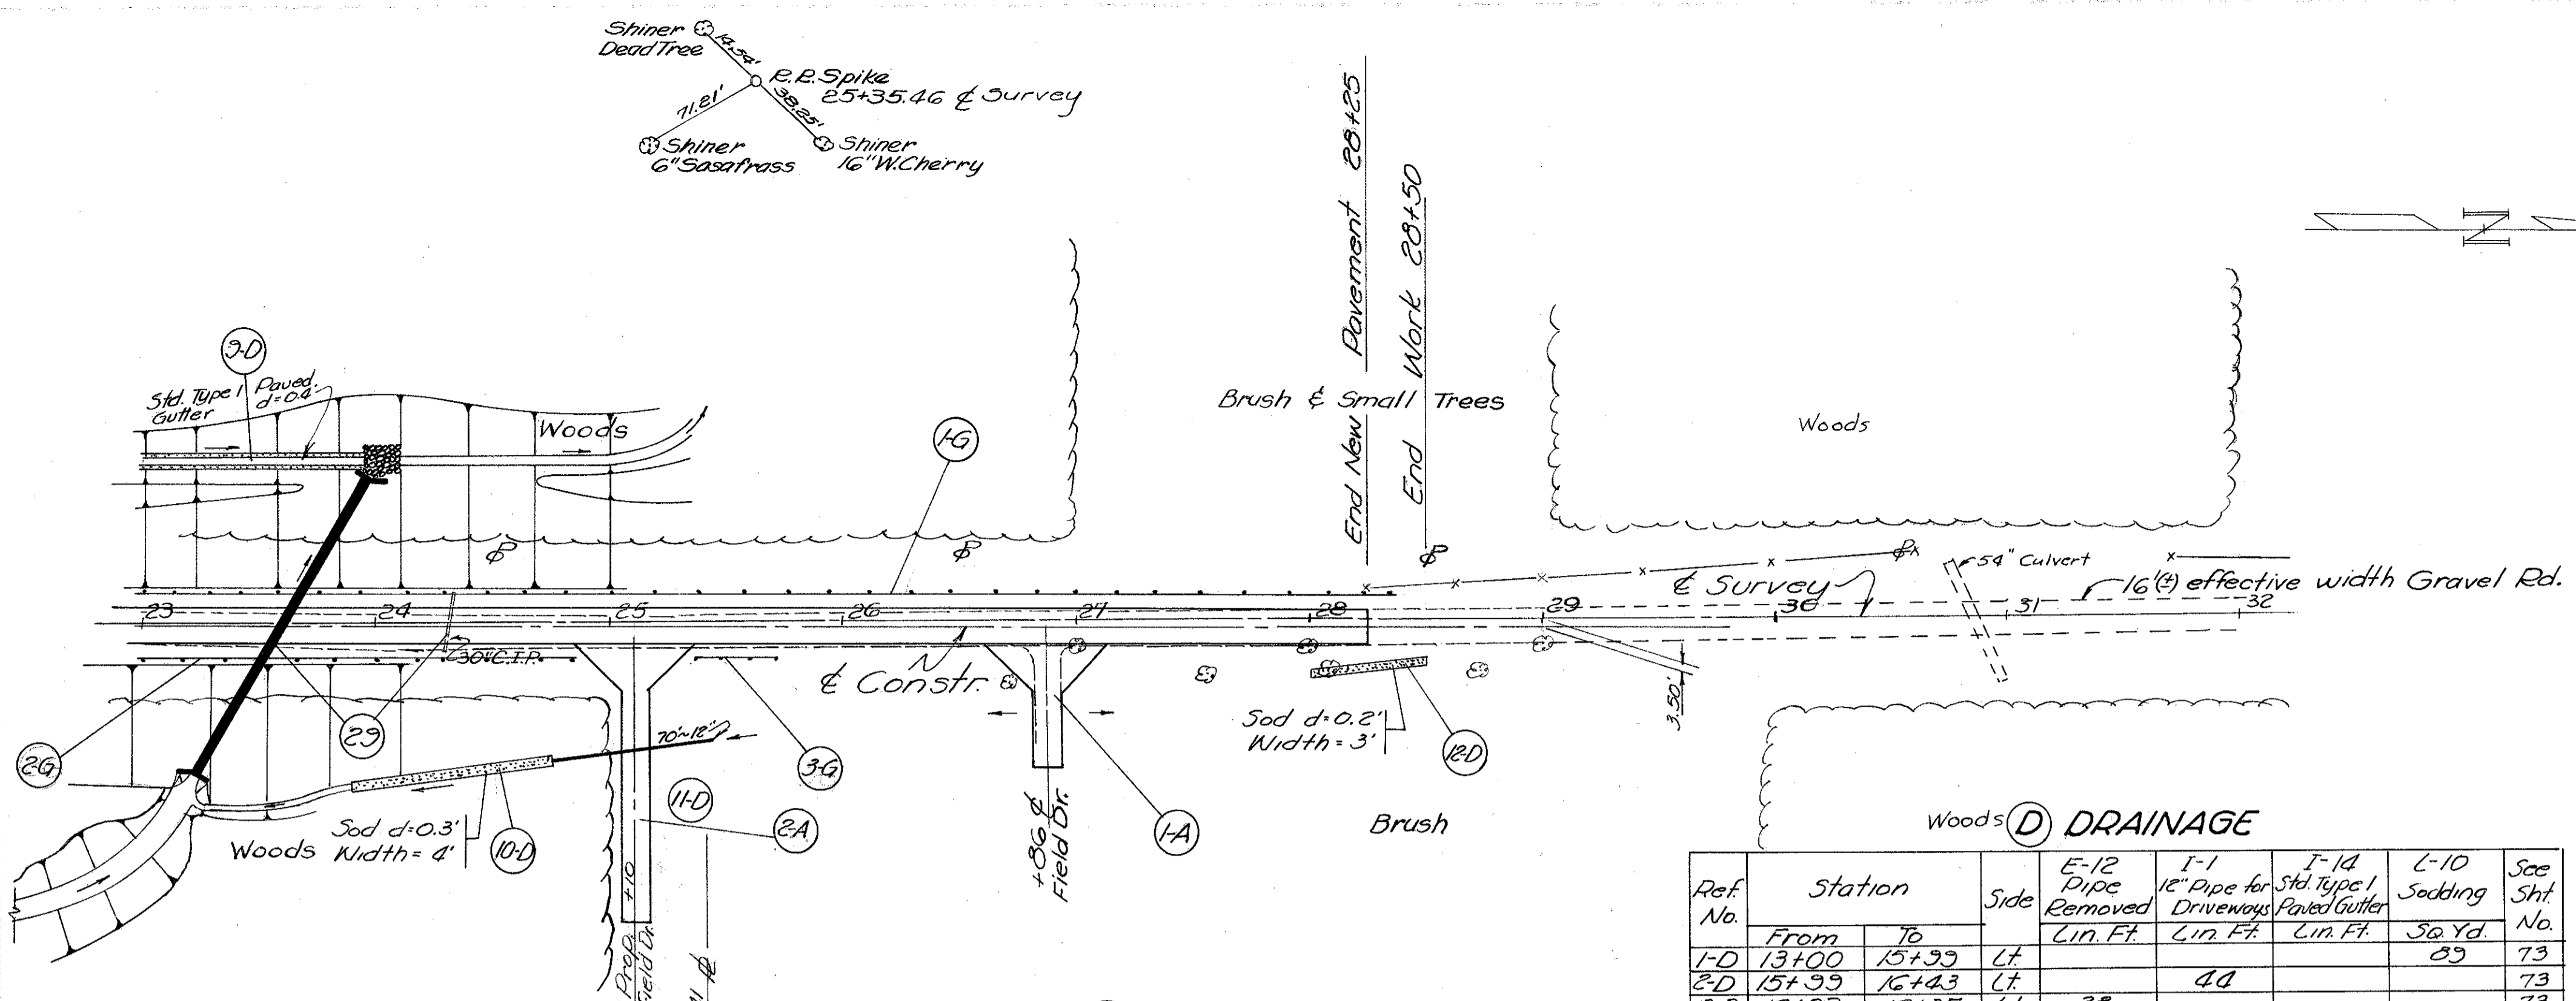 Shiner
Dead Tree
14.54'
R.R. Spike
25+35.46 ℄ Survey
71.21'
38.25'
Shiner
6" Sasafrass
Shiner
16" W. Cherry
End New Pavement 28+25
End Work 28+50
N
9-D
Std. Type 1 Paved
Gutter d=0.4
Woods
1-G
Brush & Small Trees
Woods
54" Culvert
℄ Survey
16'(±) effective width Gravel Rd.
23 24 25 26 27 28 29 30 31 32
30" C.I.P.
℄ Constr.
3.50'
29
2-G
70'~12"
3-G
Sod d=0.2'
Width = 3'
12-D
11-D
2-A
1-A
Sod d=0.3'
Woods Width = 4'
10-D
+86 ℄
Field Dr.
Brush
+10
Prop.
Field Dr.
Woods
D DRAINAGE
Ref. No. Station Side E-12 Pipe Removed I-1 12" Pipe for Driveways I-14 Std. Type 1 Paved Gutter L-10 Sodding See Sht. No.
From To Lin. Ft. Lin. Ft. Lin. Ft. Sq. Yd.
1-D 13+00 15+99 Lt. 89 73
2-D 15+99 16+43 Lt. 44 73